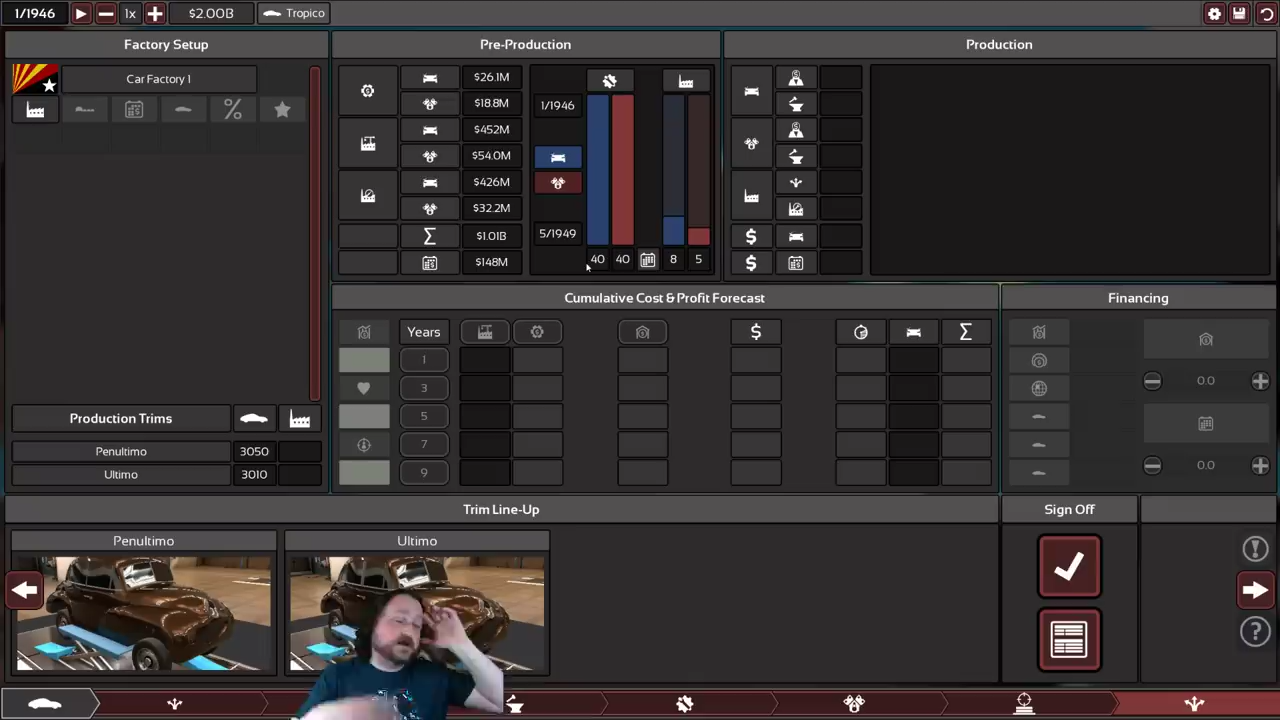 1/1946
1x
$2.00B
Tropico
Factory Setup
Pre-Production
Production
Car Factory 1
%
$26.1M
$18.8M
$452M
$54.0M
$426M
$32.2M
Σ
$1.01B
$148M
1/1946
5/1949
40
40
8
5
$
$
Cumulative Cost & Profit Forecast
Financing
Years
$
Σ
1
3
5
7
9
0.0
0.0
Production Trims
Penultimo
3050
Ultimo
3010
Trim Line-Up
Sign Off
Penultimo
Ultimo